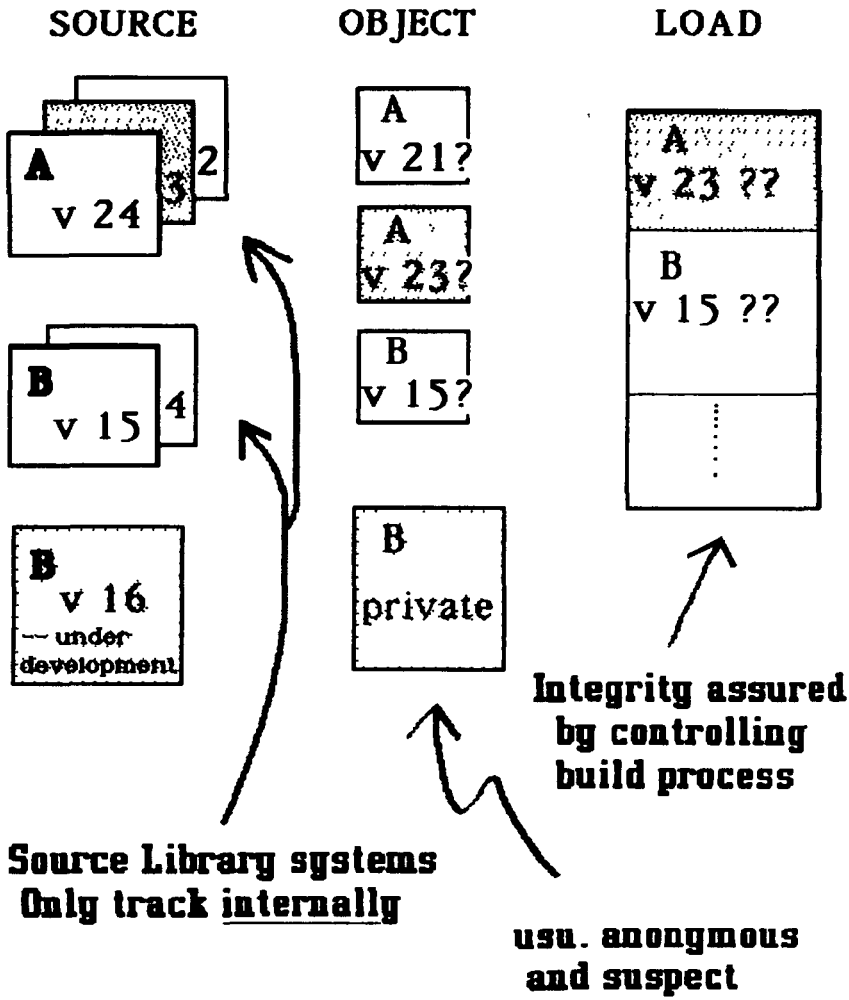 SOURCE
OBJECT
LOAD
A
v 24
3
2
B
v 15
4
B
v 16
-- under
development
A
v 21?
A
v 23?
B
v 15?
B
private
A
v 23 ??
B
v 15 ??
Integrity assured
by controlling
build process
Source Library systems
Only track internally
usu. anonymous
and suspect